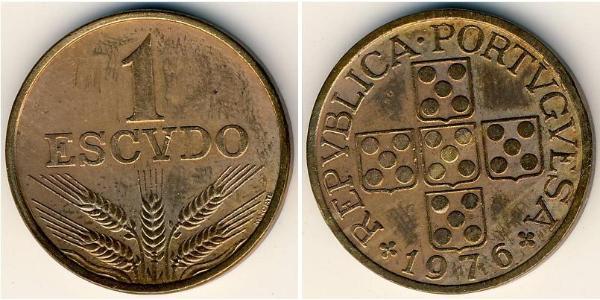 1
ESCVDO
REPVBLICA · PORTVGVESA
1976